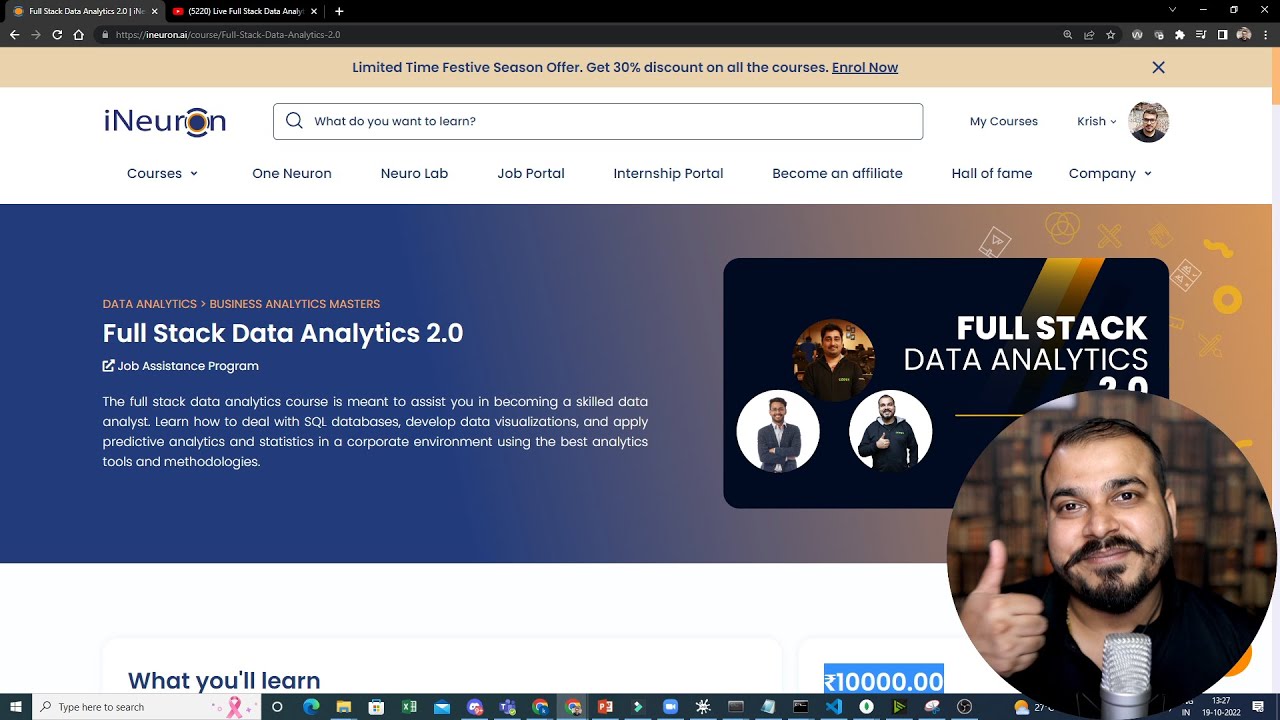 Full Stack Data Analytics 2.0 | iNe
(5220) Live Full Stack Data Analyt
https://ineuron.ai/course/Full-Stack-Data-Analytics-2.0
Limited Time Festive Season Offer. Get 30% discount on all the courses. Enrol Now
iNeuron
What do you want to learn?
My Courses
Krish
Courses
One Neuron
Neuro Lab
Job Portal
Internship Portal
Become an affiliate
Hall of fame
Company
DATA ANALYTICS > BUSINESS ANALYTICS MASTERS
Full Stack Data Analytics 2.0
Job Assistance Program
The full stack data analytics course is meant to assist you in becoming a skilled data
analyst. Learn how to deal with SQL databases, develop data visualizations, and apply
predictive analytics and statistics in a corporate environment using the best analytics
tools and methodologies.
FULL STACK
DATA ANALYTICS
2.0
What you'll learn
₹10000.00
Type here to search
27°
IN
13:27
19-10-2022